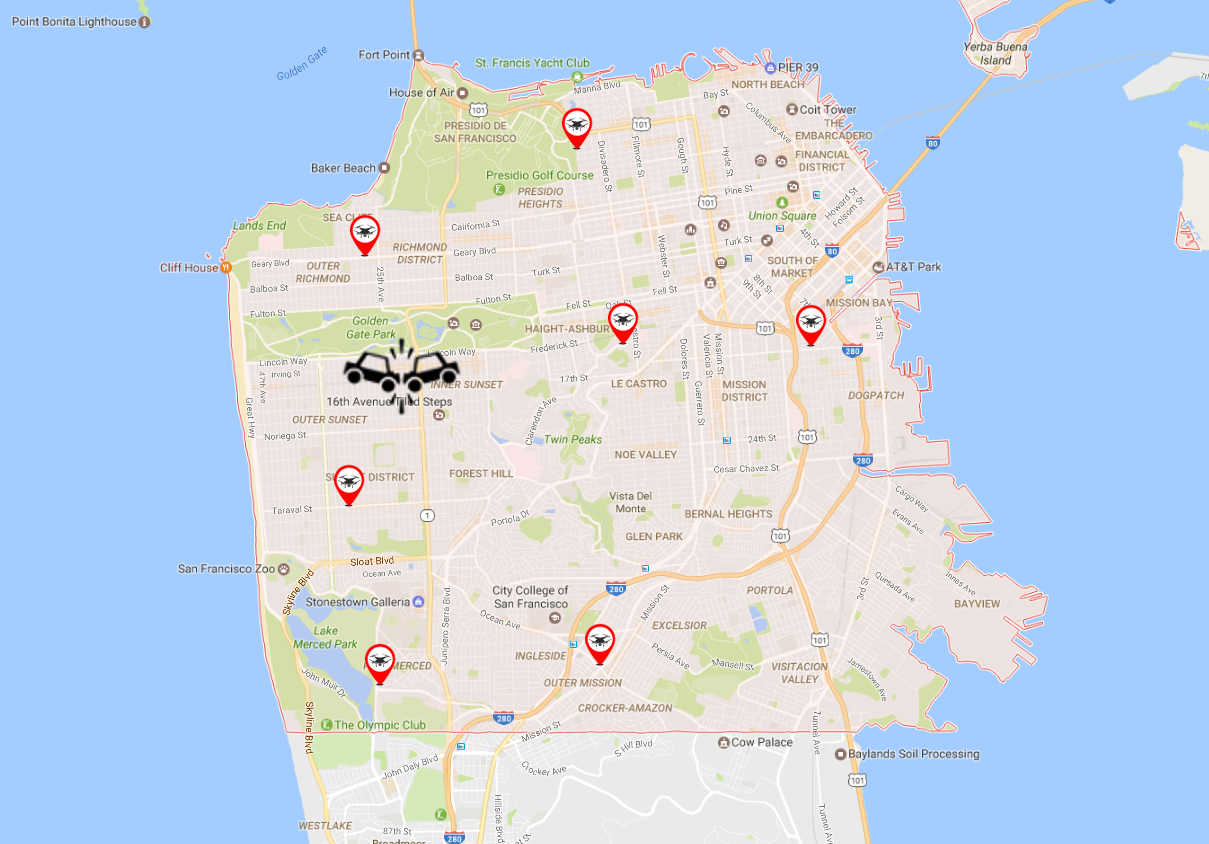 Point Bonita Lighthouse
Golden Gate
Fort Point
St. Francis Yacht Club
Yerba Buena
Island
PIER 39
House of Air
Marina Blvd
NORTH BEACH
Bay St
101
101
Coit Tower
Columbus Ave
THE
EMBARCADERO
PRESIDIO DE
SAN FRANCISCO
80
Divisadero St
Fillmore St
Gough St
Hyde St
FINANCIAL
DISTRICT
Baker Beach
Presidio Golf Course
PRESIDIO
HEIGHTS
Pine St
101
Howard St
Folsom St
Union Square
SEA CLIFF
Lands End
California St
4th St
Turk St
Webster St
RICHMOND
DISTRICT
Geary Blvd
80
Cliff House
Geary Blvd
OUTER
RICHMOND
25th Ave
Balboa St
Turk St
SOUTH OF
MARKET
AT&T Park
Balboa St
8th St
9th St
Fell St
Fulton St
Fell St
Oak St
7th
MISSION BAY
Fulton St
Golden
Gate Park
HAIGHT-ASHBUR
101
3rd St
Lincoln Way
Frederick St
Castro St
280
Lincoln Way
Irving St
47th Ave
INNER SUNSET
17th St
LE CASTRO
Dolores St
Valencia St
Mission St
MISSION
DISTRICT
DOGPATCH
16th Avenue Tiled Steps
Great Hwy
OUTER SUNSET
Clarendon Ave
Guerrero St
Noriega St
Twin Peaks
24th St
101
NOE VALLEY
280
SUNSET DISTRICT
FOREST HILL
Cesar Chavez St
Vista Del
Monte
Cargo Way
Taraval St
1
Portola Dr
BERNAL HEIGHTS
Evans Ave
GLEN PARK
101
San Francisco Zoo
Sloat Blvd
Ocean Ave
Skyline Blvd
280
Mission St
City College of
San Francisco
PORTOLA
3rd St
Quesada Ave
Innes Ave
BAYVIEW
Stonestown Galleria
Junipero Serra Blvd
Ocean Ave
Lake
Merced Park
EXCELSIOR
101
INGLESIDE
Persia Ave
Mansell St
VISITACION
VALLEY
Jamestown Ave
MERCED
John Muir Dr
OUTER MISSION
CROCKER-AMAZON
Skyline Blvd
The Olympic Club
280
Mission St
Tunnel Ave
S Hill Blvd
Cow Palace
Baylands Soil Processing
John Daly Blvd
Crocker Ave
101
Hillside Blvd
Tunnel Ave
WESTLAKE
87th St
280
Broadmoor